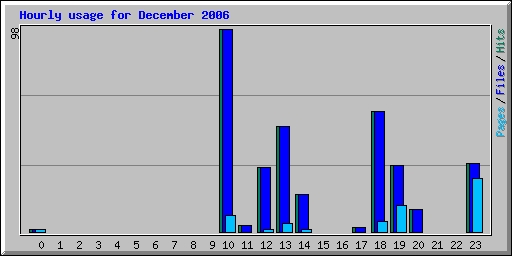 Hourly usage for December 2006
98
Pages/Files/Hits
0 1 2 3 4 5 6 7 8 9 10 11 12 13 14 15 16 17 18 19 20 21 22 23